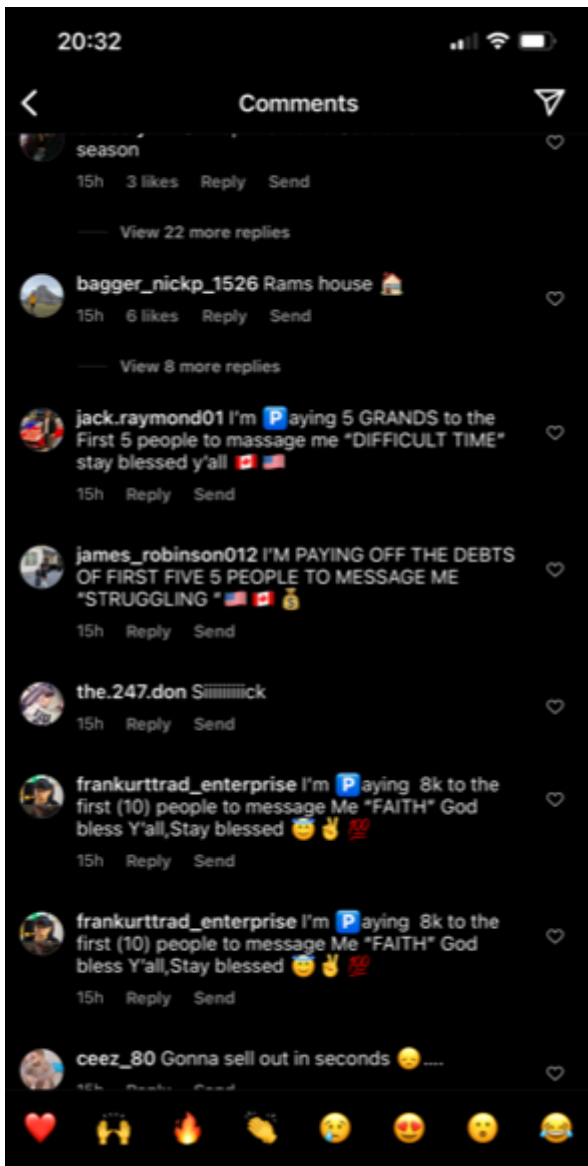 20:32
Comments
season
15h 3 likes Reply Send
View 22 more replies
bagger_nickp_1526 Rams house 🏠
15h 6 likes Reply Send
View 8 more replies
jack.raymond01 I'm 🅿️aying 5 GRANDS to the
First 5 people to massage me “DIFFICULT TIME”
stay blessed y'all 🇨🇦 🇺🇸
15h Reply Send
james_robinson012 I'M PAYING OFF THE DEBTS
OF FIRST FIVE 5 PEOPLE TO MESSAGE ME
“STRUGGLING ” 🇺🇸 🇨🇦 💰
15h Reply Send
the.247.don Siiiiiiiiiick
15h Reply Send
frankurttrad_enterprise I'm 🅿️aying 8k to the
first (10) people to message Me “FAITH” God
bless Y'all,Stay blessed 😇 ✌️ 💯
15h Reply Send
frankurttrad_enterprise I'm 🅿️aying 8k to the
first (10) people to message Me “FAITH” God
bless Y'all,Stay blessed 😇 ✌️ 💯
15h Reply Send
ceez_80 Gonna sell out in seconds 😞....
15h Reply Send